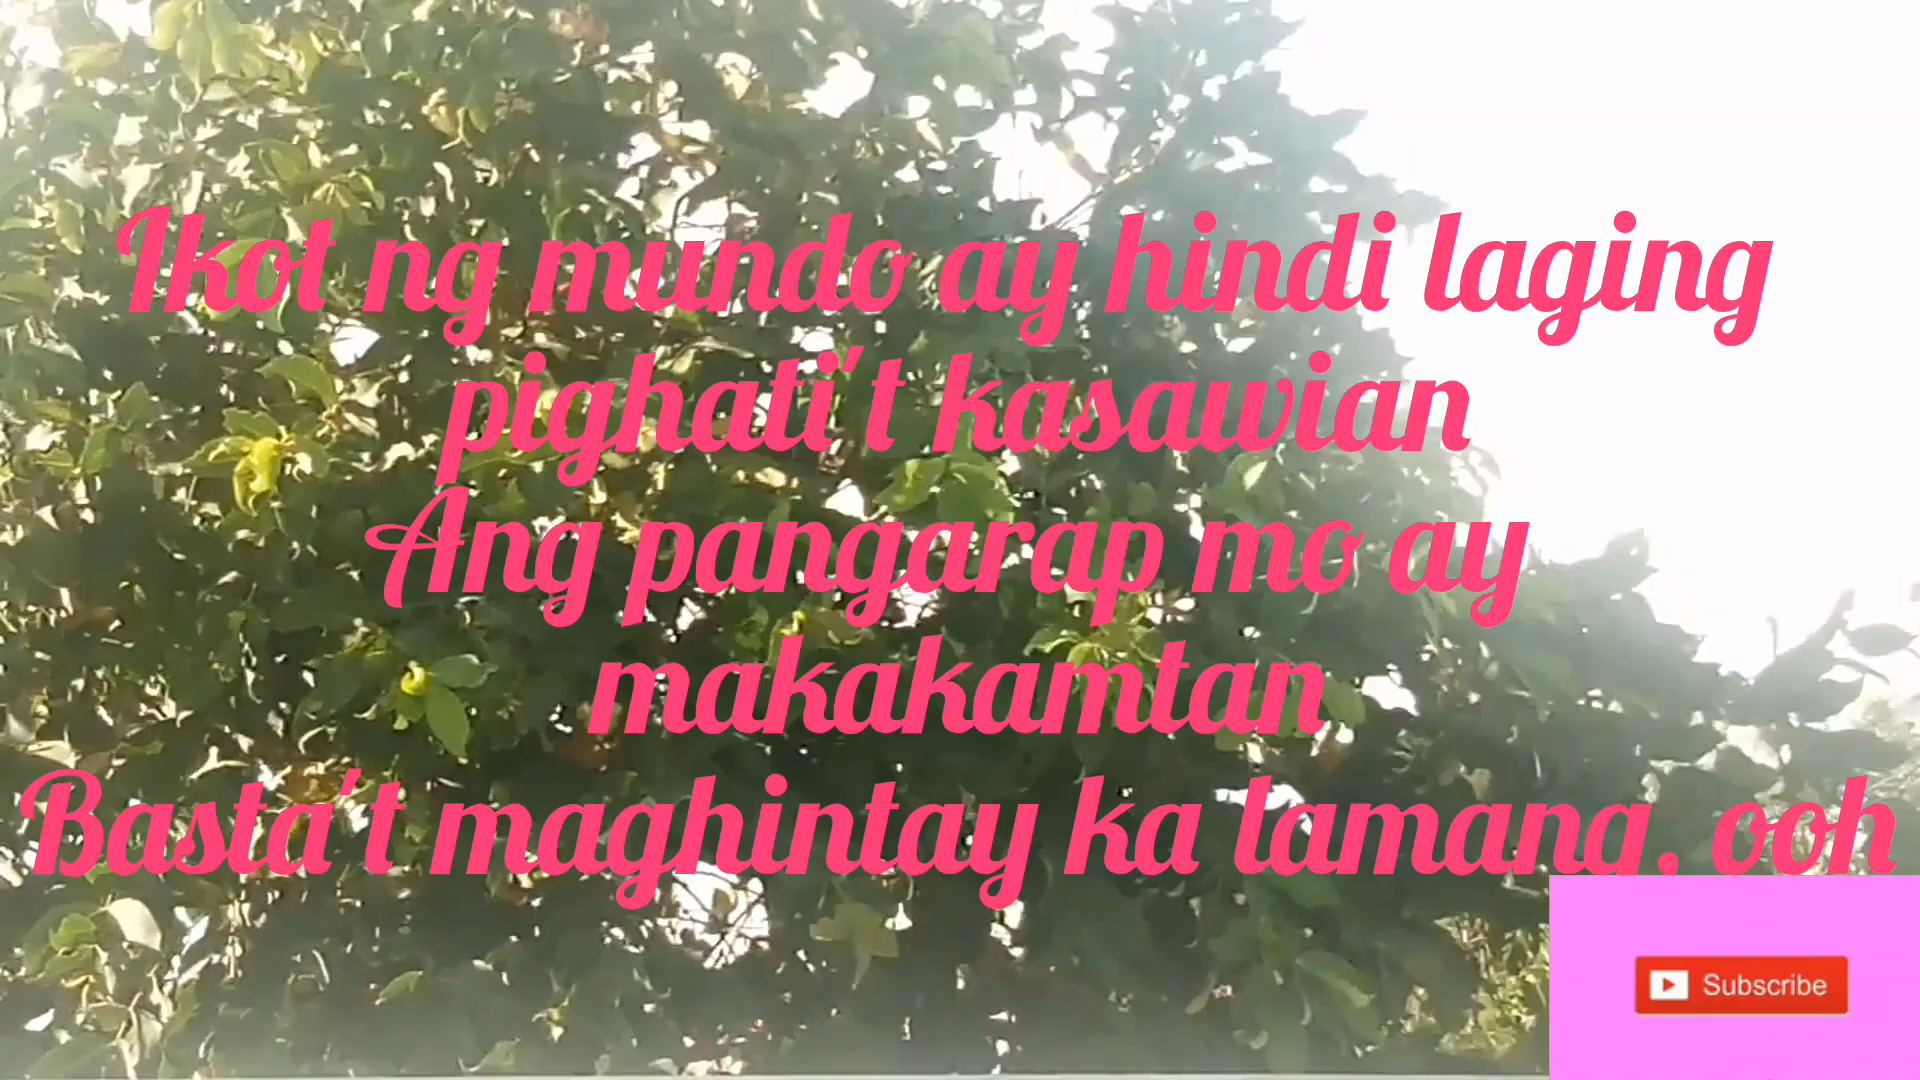 Ikot ng mundo ay hindi laging
pighati't kasawian
Ang pangarap mo ay
makakamtan
Basta't maghintay ka lamang, ooh
Subscribe